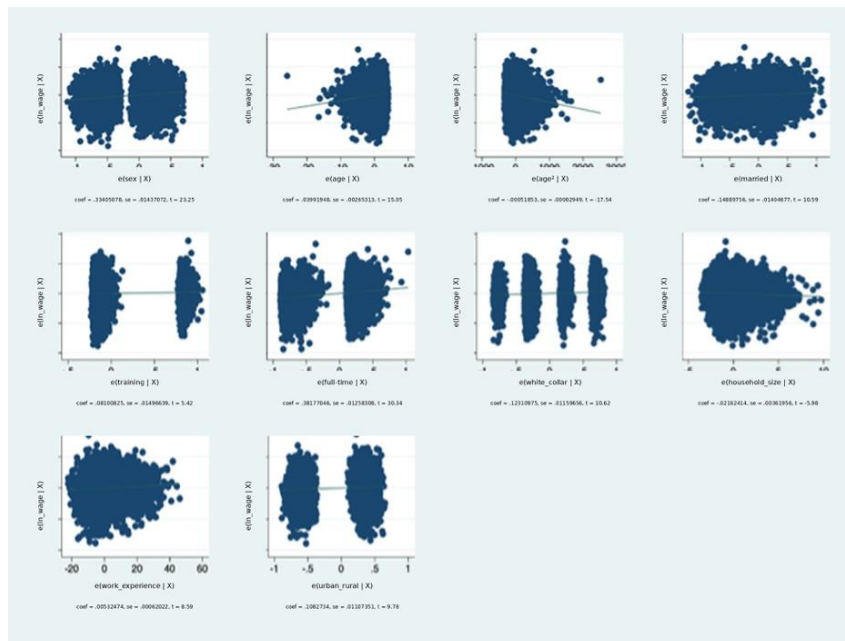 e(ln_wage | X)
e(sex | X)
coef = .33405078, se = .01437072, t = 23.25
e(ln_wage | X)
e(age | X)
coef = .03991948, se = .00265313, t = 15.05
e(ln_wage | X)
e(age² | X)
coef = -.00051853, se = .00002949, t = -17.54
e(ln_wage | X)
e(married | X)
coef = .14889756, se = .01404677, t = 10.59
e(ln_wage | X)
e(training | X)
coef = .08100825, se = .01496639, t = 5.42
e(ln_wage | X)
e(full-time | X)
coef = .38177046, se = .01258308, t = 30.34
e(ln_wage | X)
e(white_collar | X)
coef = .12310975, se = .01159656, t = 10.62
e(ln_wage | X)
e(household_size | X)
coef = -.02162414, se = .00361956, t = -5.98
e(ln_wage | X)
-20 0 20 40 60
e(work_experience | X)
coef = .00532474, se = .00062022, t = 8.59
e(ln_wage | X)
-1 -.5 0 .5 1
e(urban_rural | X)
coef = .1082734, se = .01107351, t = 9.78